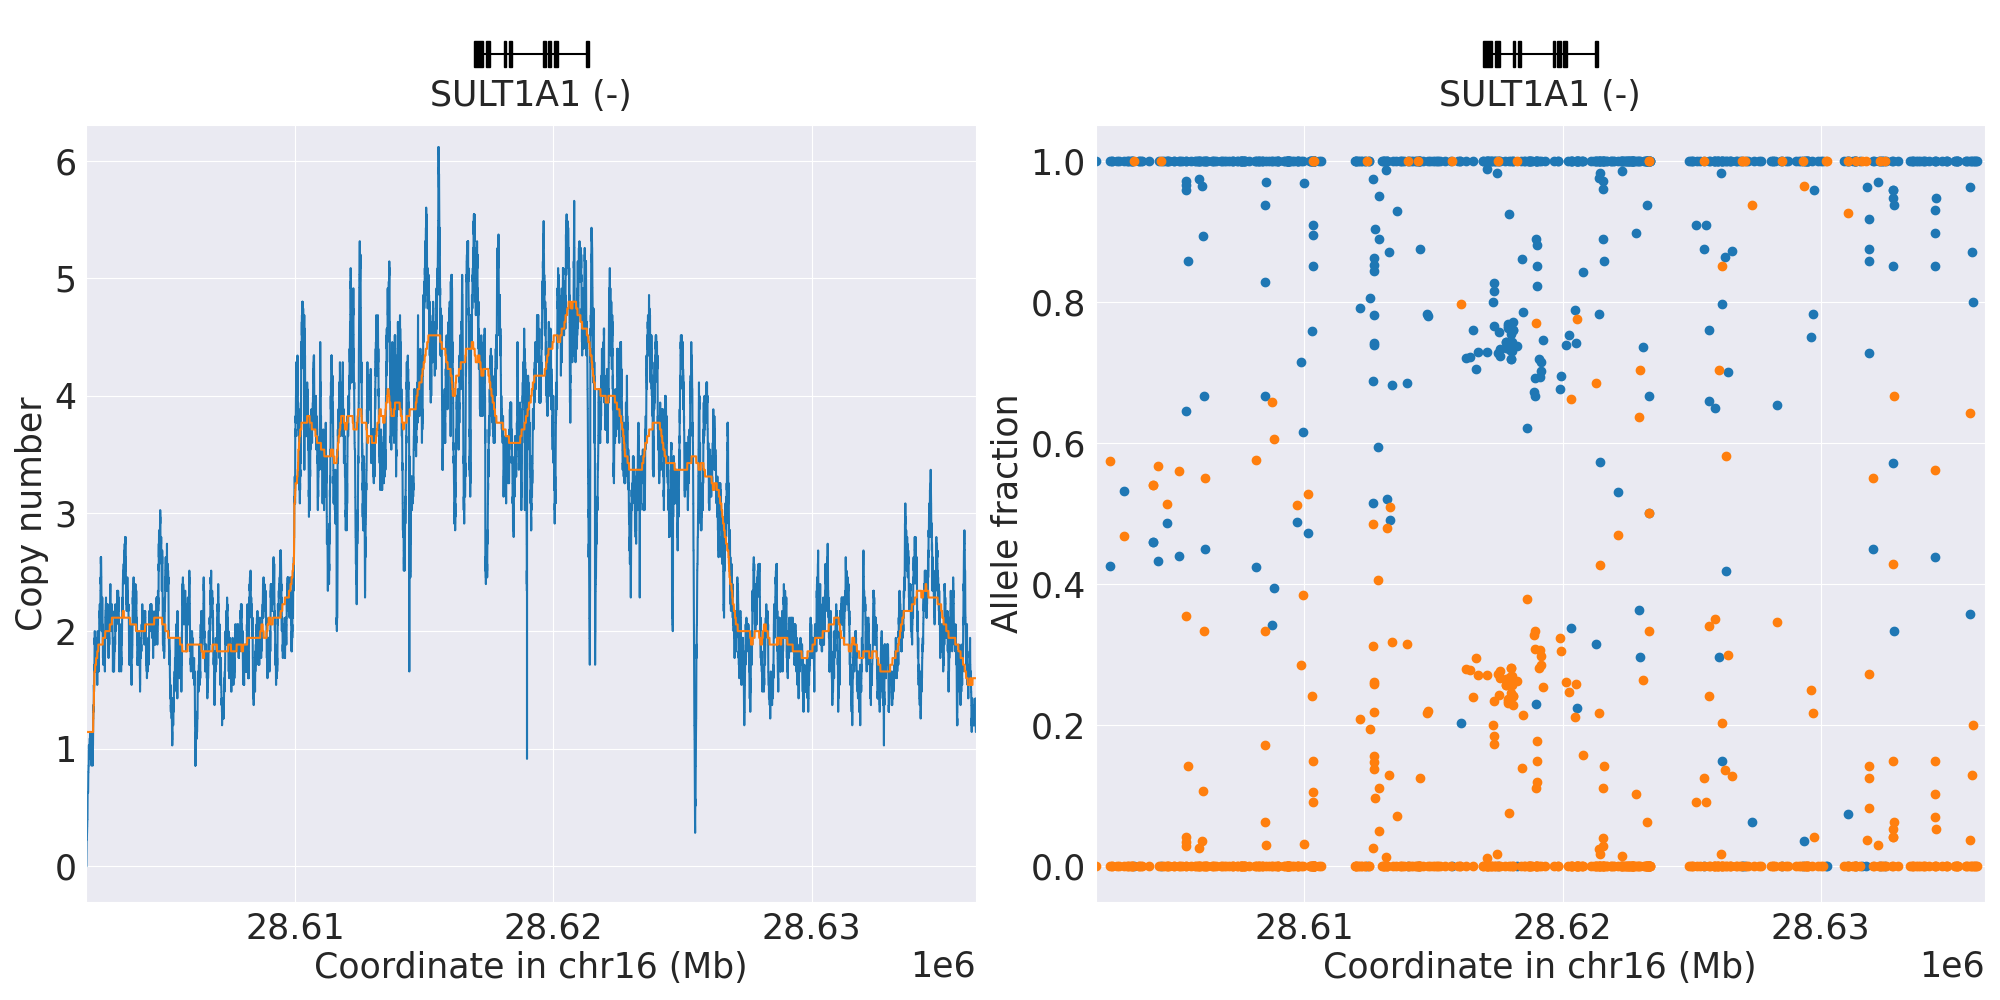 SULT1A1 (-)
6
5
4
3
2
1
0
Copy number
28.61
28.62
28.63
Coordinate in chr16 (Mb)
1e6
SULT1A1 (-)
1.0
0.8
0.6
0.4
0.2
0.0
Allele fraction
28.61
28.62
28.63
Coordinate in chr16 (Mb)
1e6